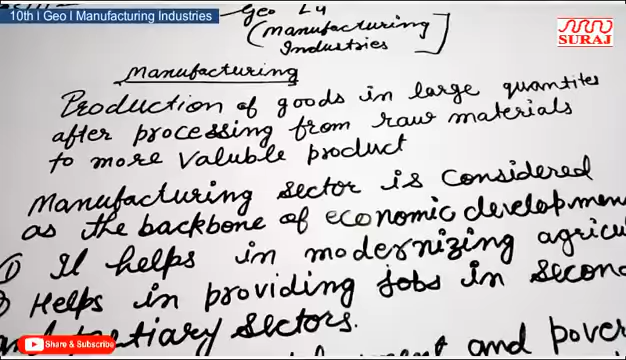 10th I Geo I Manufacturing Industries
Geo L4
(Manufacturing
Industries
SURAJ
Manufacturing
Production of goods in large quantites
after processing from raw materials
to more valuble product
Manufacturing sector is considered
as the backbone of economic developmen
① It helps in modernizing agricu
Helps in providing jobs in secon
tertiary sectors.
and pover
Share & Subscribe